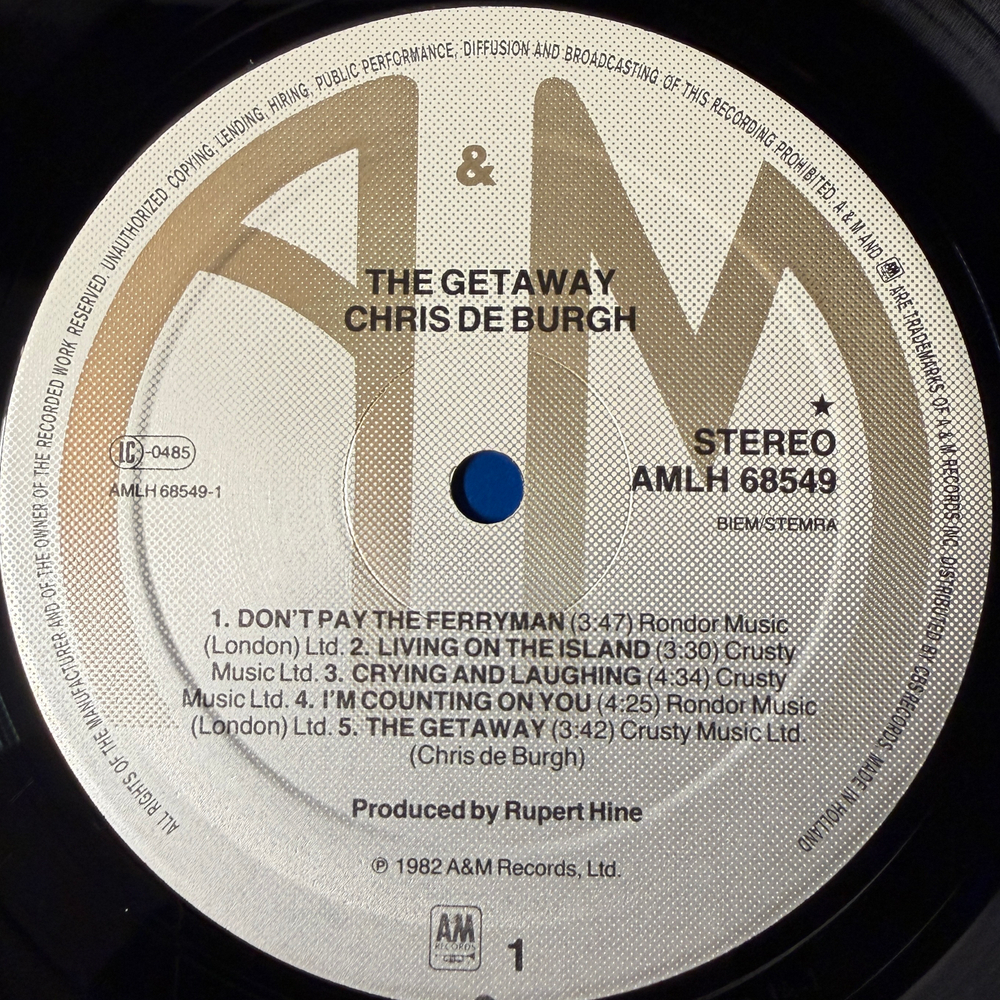 ALL RIGHTS OF THE MANUFACTURER AND OF THE OWNER OF THE RECORDED WORK RESERVED. UNAUTHORIZED COPYING, LENDING, HIRING, PUBLIC PERFORMANCE, DIFFUSION AND BROADCASTING OF THIS RECORDING PROHIBITED. A & M AND AM ARE TRADEMARKS OF A & M RECORDS INC. DISTRIBUTED BY CBS RECORDS. MADE IN HOLLAND
A & M
THE GETAWAY
CHRIS DE BURGH
★
STEREO
AMLH 68549
BIEM/STEMRA
LC-0485
AMLH 68549-1
1. DON'T PAY THE FERRYMAN (3:47) Rondor Music
(London) Ltd. 2. LIVING ON THE ISLAND (3:30) Crusty
Music Ltd. 3. CRYING AND LAUGHING (4:34) Crusty
Music Ltd. 4. I'M COUNTING ON YOU (4:25) Rondor Music
(London) Ltd. 5. THE GETAWAY (3:42) Crusty Music Ltd.
(Chris de Burgh)
Produced by Rupert Hine
℗ 1982 A&M Records, Ltd.
AM
RECORDS
1